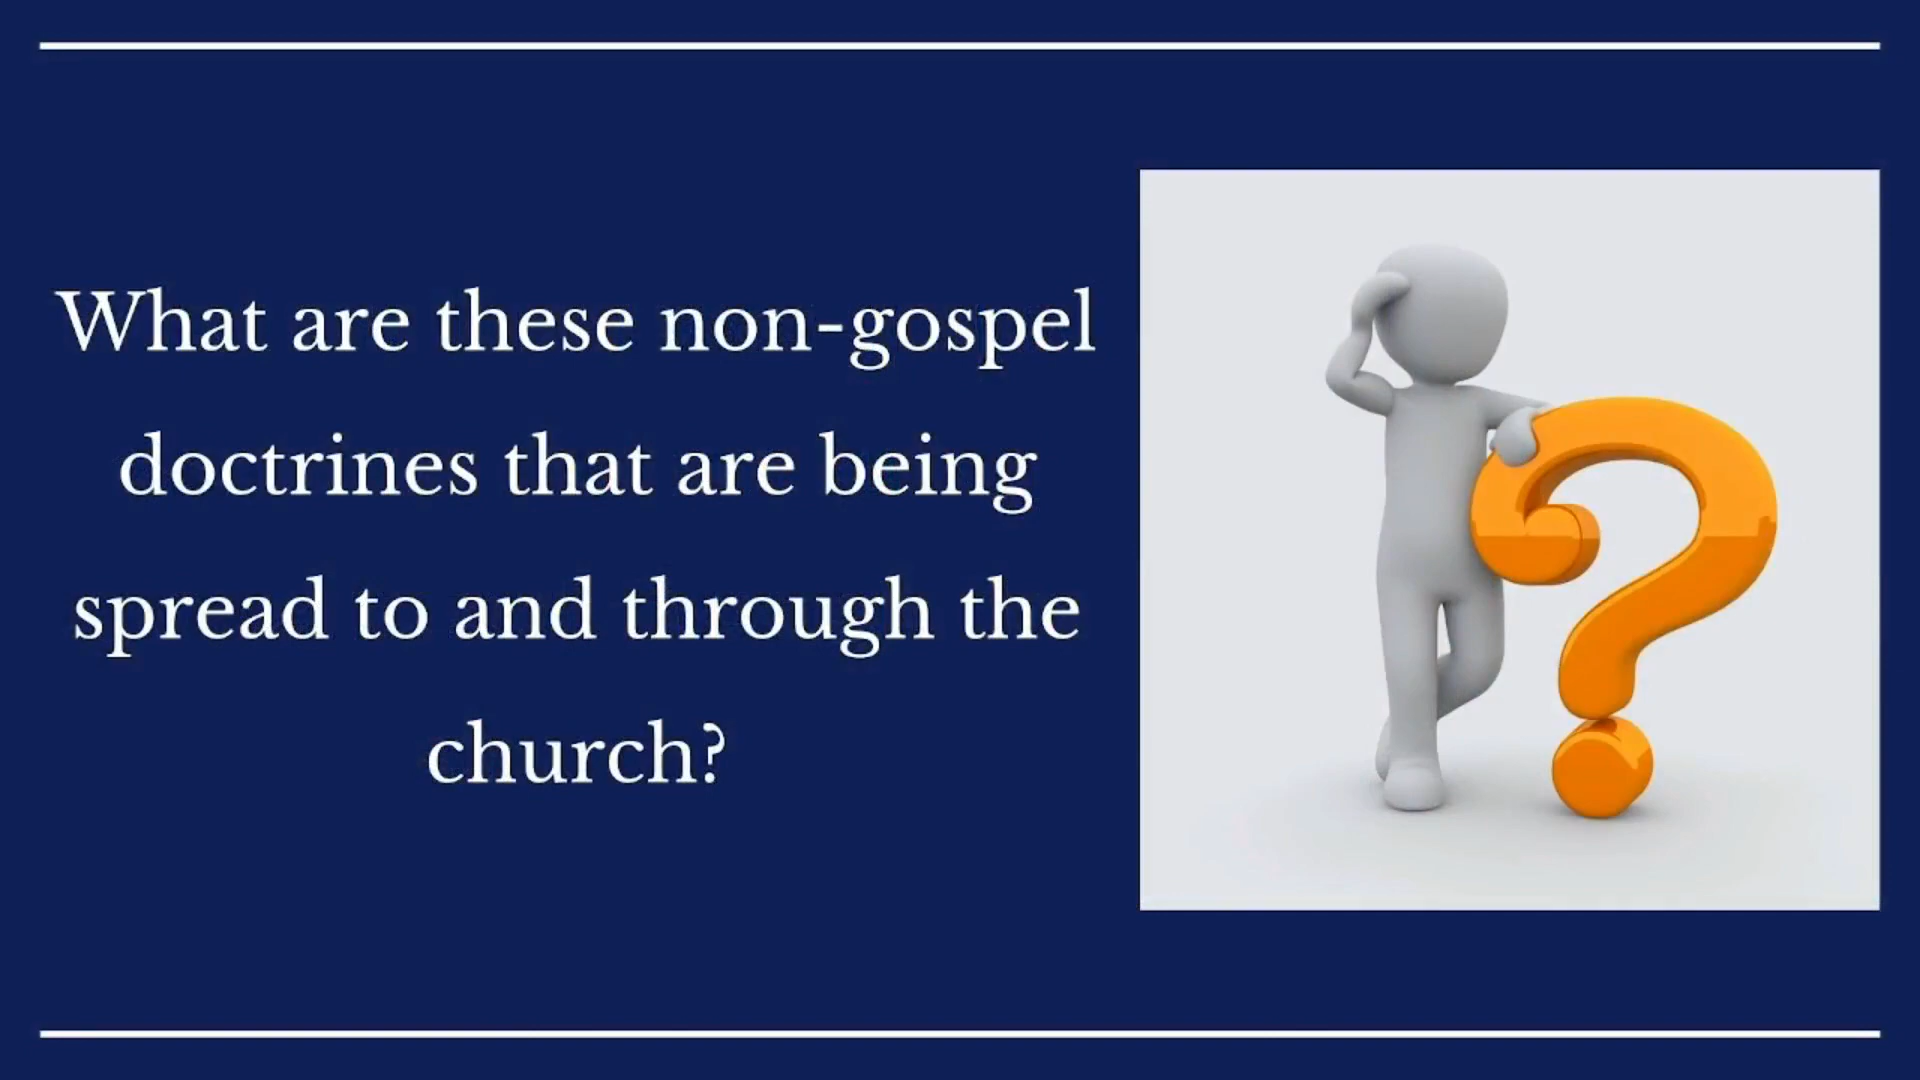 What are these non-gospel
doctrines that are being
spread to and through the
church?